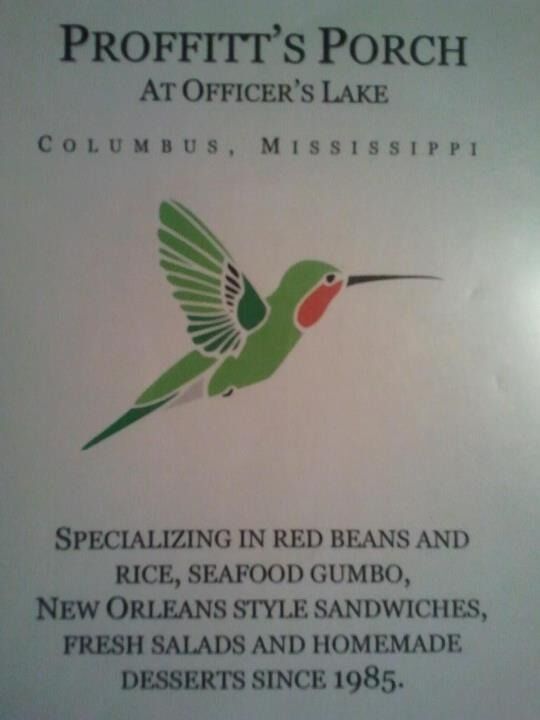 PROFFITT'S PORCH
AT OFFICER'S LAKE
COLUMBUS, MISSISSIPPI
SPECIALIZING IN RED BEANS AND
RICE, SEAFOOD GUMBO,
NEW ORLEANS STYLE SANDWICHES,
FRESH SALADS AND HOMEMADE
DESSERTS SINCE 1985.